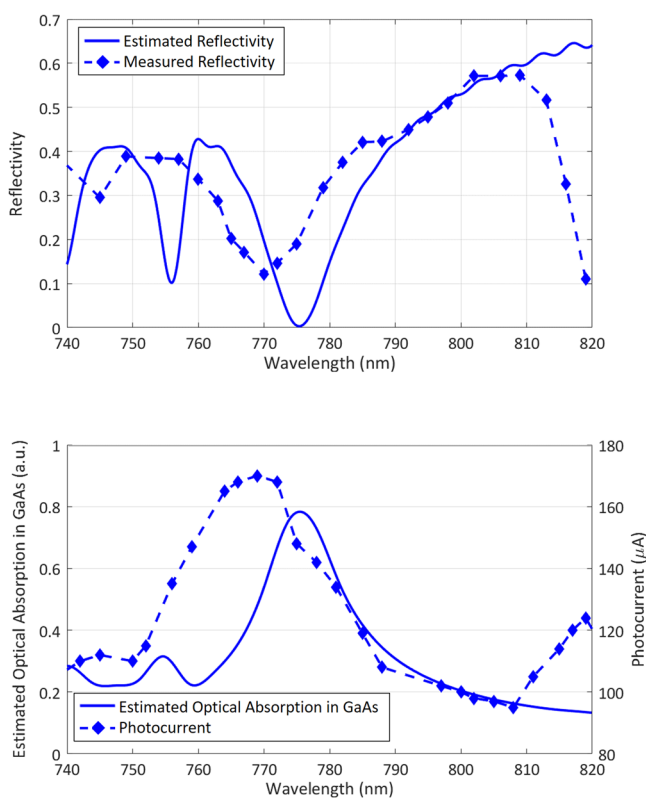 0.7
0.6
0.5
0.4
0.3
0.2
0.1
0
Reflectivity
Estimated Reflectivity
Measured Reflectivity
740 750 760 770 780 790 800 810 820
Wavelength (nm)
1
0.8
0.6
0.4
0.2
0
Estimated Optical Absorption in GaAs (a.u.)
180
160
140
120
100
80
Photocurrent (μA)
Estimated Optical Absorption in GaAs
Photocurrent
740 750 760 770 780 790 800 810 820
Wavelength (nm)